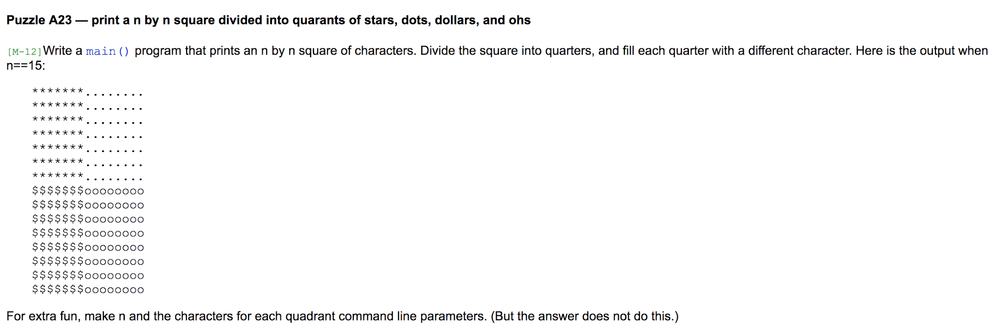 Puzzle A23 — print a n by n square divided into quarants of stars, dots, dollars, and ohs
[M-12]Write a main() program that prints an n by n square of characters. Divide the square into quarters, and fill each quarter with a different character. Here is the output when
n==15:
*******........
*******........
*******........
*******........
*******........
*******........
*******........
$$$$$$$oooooooo
$$$$$$$oooooooo
$$$$$$$oooooooo
$$$$$$$oooooooo
$$$$$$$oooooooo
$$$$$$$oooooooo
$$$$$$$oooooooo
$$$$$$$oooooooo
For extra fun, make n and the characters for each quadrant command line parameters. (But the answer does not do this.)